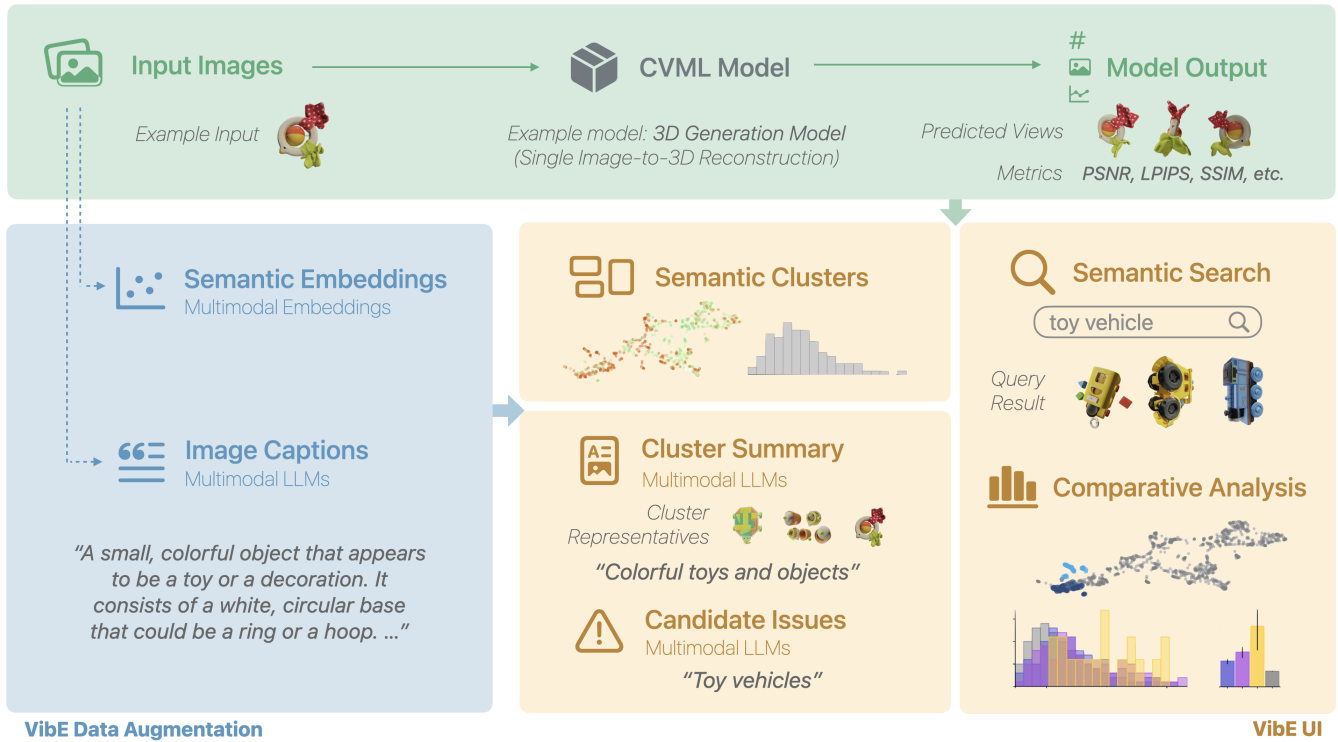 Input Images
CVML Model
#
Model Output
Example Input
Example model: 3D Generation Model
(Single Image-to-3D Reconstruction)
Predicted Views
Metrics PSNR, LPIPS, SSIM, etc.
Semantic Embeddings
Multimodal Embeddings
Image Captions
Multimodal LLMs
“A small, colorful object that appears
to be a toy or a decoration. It
consists of a white, circular base
that could be a ring or a hoop. ...”
VibE Data Augmentation
Semantic Clusters
A
Cluster Summary
Multimodal LLMs
Cluster
Representatives
“Colorful toys and objects”
Candidate Issues
Multimodal LLMs
“Toy vehicles”
Semantic Search
toy vehicle
Query
Result
Comparative Analysis
VibE UI